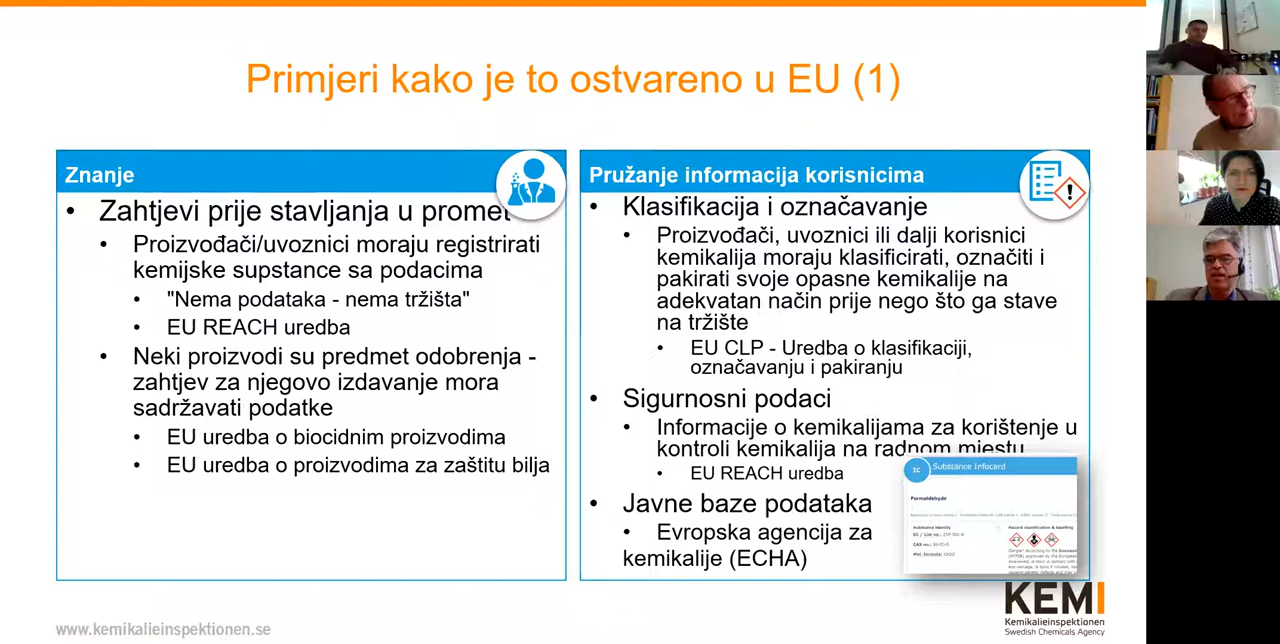 Primjeri kako je to ostvareno u EU (1)
Znanje
• Zahtjevi prije stavljanja u promet
• Proizvođači/uvoznici moraju registrirati
kemijske supstance sa podacima
• "Nema podataka - nema tržišta"
• EU REACH uredba
• Neki proizvodi su predmet odobrenja -
zahtjev za njegovo izdavanje mora
sadržavati podatke
• EU uredba o biocidnim proizvodima
• EU uredba o proizvodima za zaštitu bilja
Pružanje informacija korisnicima
• Klasifikacija i označavanje
• Proizvođači, uvoznici ili dalji korisnici
kemikalija moraju klasificirati, označiti i
pakirati svoje opasne kemikalije na
adekvatan način prije nego što ga stave
na tržište
• EU CLP - Uredba o klasifikaciji,
označavanju i pakiranju
• Sigurnosni podaci
• Informacije o kemikalijama za korištenje u
kontroli kemikalija na radnom mjestu
• EU REACH uredba
• Javne baze podataka
• Evropska agencija za
kemikalije (ECHA)
Substance Infocard
Formaldehyde
Substance identity
Hazard classification & labelling
KEMI
Kemikalieinspektionen
Swedish Chemicals Agency
www.kemikalieinspektionen.se